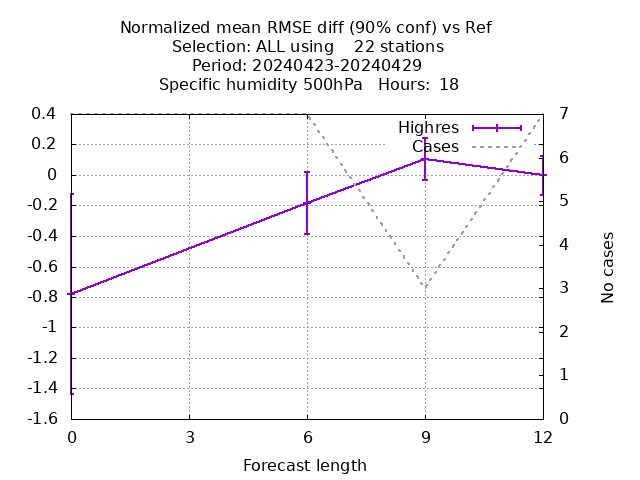 Normalized mean RMSE diff (90% conf) vs Ref
Selection: ALL using    22 stations
Period: 20240423-20240429
Specific humidity 500hPa   Hours: 18
Highres
Cases
0.4
0.2
0
-0.2
-0.4
-0.6
-0.8
-1
-1.2
-1.4
-1.6
7
6
5
4
3
2
1
0
No cases
0 3 6 9 12
Forecast length